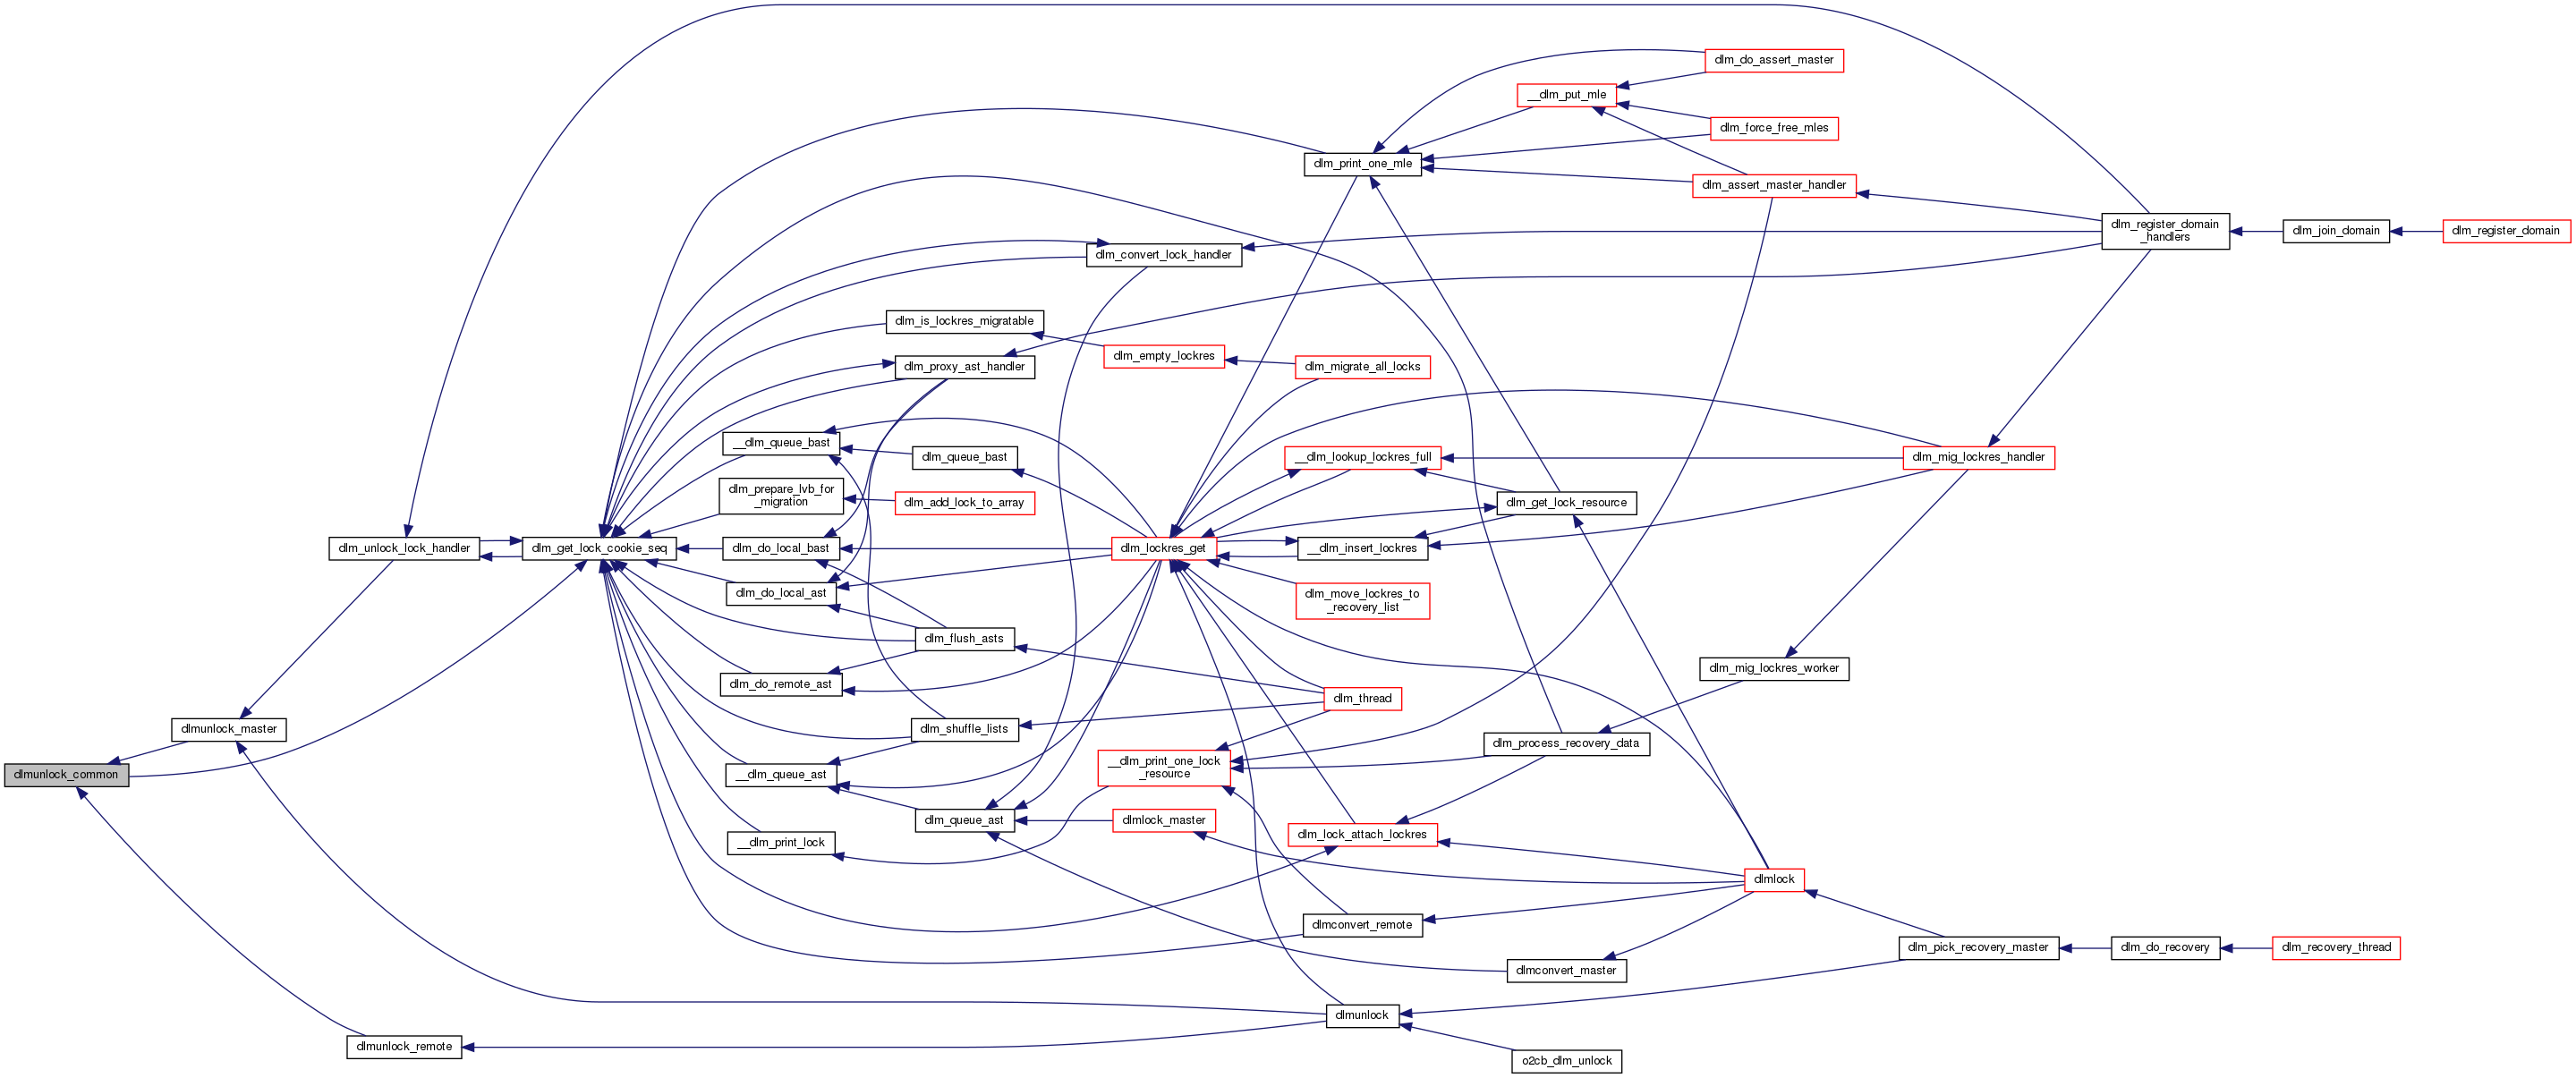 dlm_do_assert_master
__dlm_put_mle
dlm_force_free_mles
dlm_print_one_mle
dlm_assert_master_handler
dlm_register_domain
_handlers
dlm_join_domain
dlm_register_domain
dlm_convert_lock_handler
dlm_is_lockres_migratable
dlm_empty_lockres
dlm_migrate_all_locks
dlm_proxy_ast_handler
__dlm_queue_bast
dlm_queue_bast
__dlm_lookup_lockres_full
dlm_mig_lockres_handler
dlm_prepare_lvb_for
_migration
dlm_add_lock_to_array
dlm_get_lock_resource
dlm_unlock_lock_handler
dlm_get_lock_cookie_seq
dlm_do_local_bast
dlm_lockres_get
__dlm_insert_lockres
dlm_do_local_ast
dlm_move_lockres_to
_recovery_list
dlm_flush_asts
dlm_mig_lockres_worker
dlm_do_remote_ast
dlm_thread
dlmunlock_master
dlm_shuffle_lists
dlm_process_recovery_data
dlmunlock_common
__dlm_queue_ast
__dlm_print_one_lock
_resource
dlm_queue_ast
dlmlock_master
dlm_lock_attach_lockres
__dlm_print_lock
dlmlock
dlmconvert_remote
dlm_pick_recovery_master
dlm_do_recovery
dlm_recovery_thread
dlmconvert_master
dlmunlock
dlmunlock_remote
o2cb_dlm_unlock